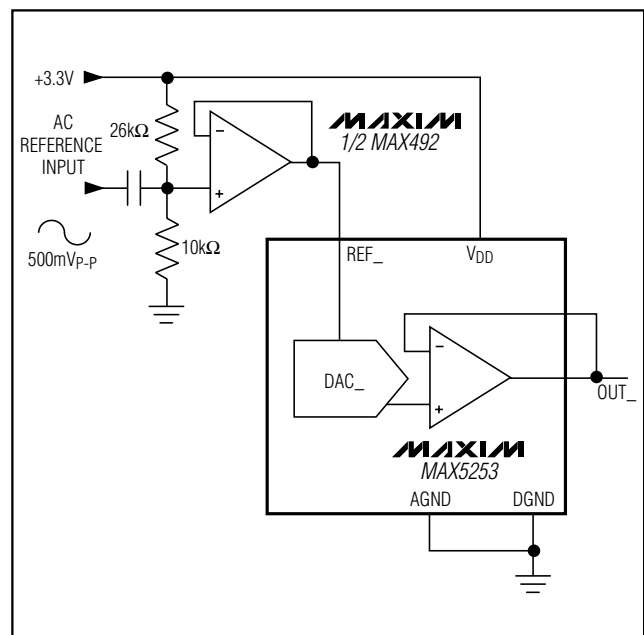 +3.3V
AC
REFERENCE
INPUT
26kΩ
MAXIM
1/2 MAX492
–
+
500mVP-P
10kΩ
REF_
VDD
DAC_
–
+
OUT_
MAXIM
MAX5253
AGND
DGND